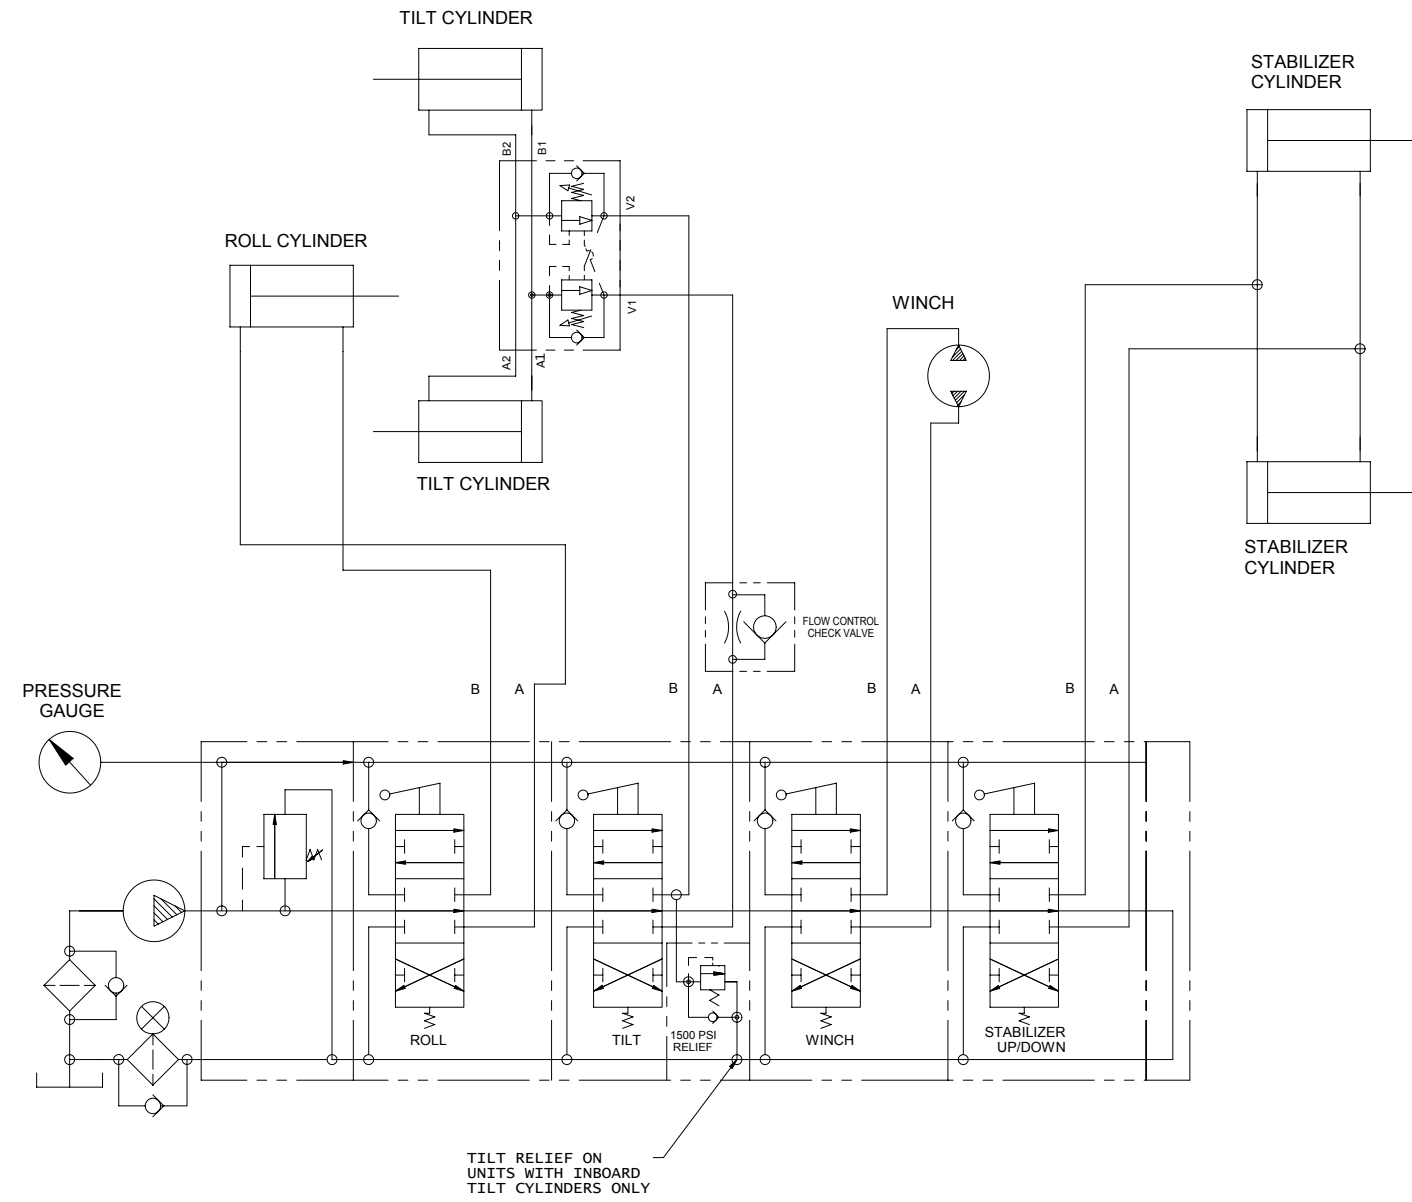 TILT CYLINDER
STABILIZER
CYLINDER
B2
B1
V2
ROLL CYLINDER
WINCH
V1
A2
A1
TILT CYLINDER
STABILIZER
CYLINDER
FLOW CONTROL
CHECK VALVE
PRESSURE
GAUGE
B
A
B
A
B
A
B
A
ROLL
TILT
1500 PSI
RELIEF
WINCH
STABILIZER
UP/DOWN
TILT RELIEF ON
UNITS WITH INBOARD
TILT CYLINDERS ONLY